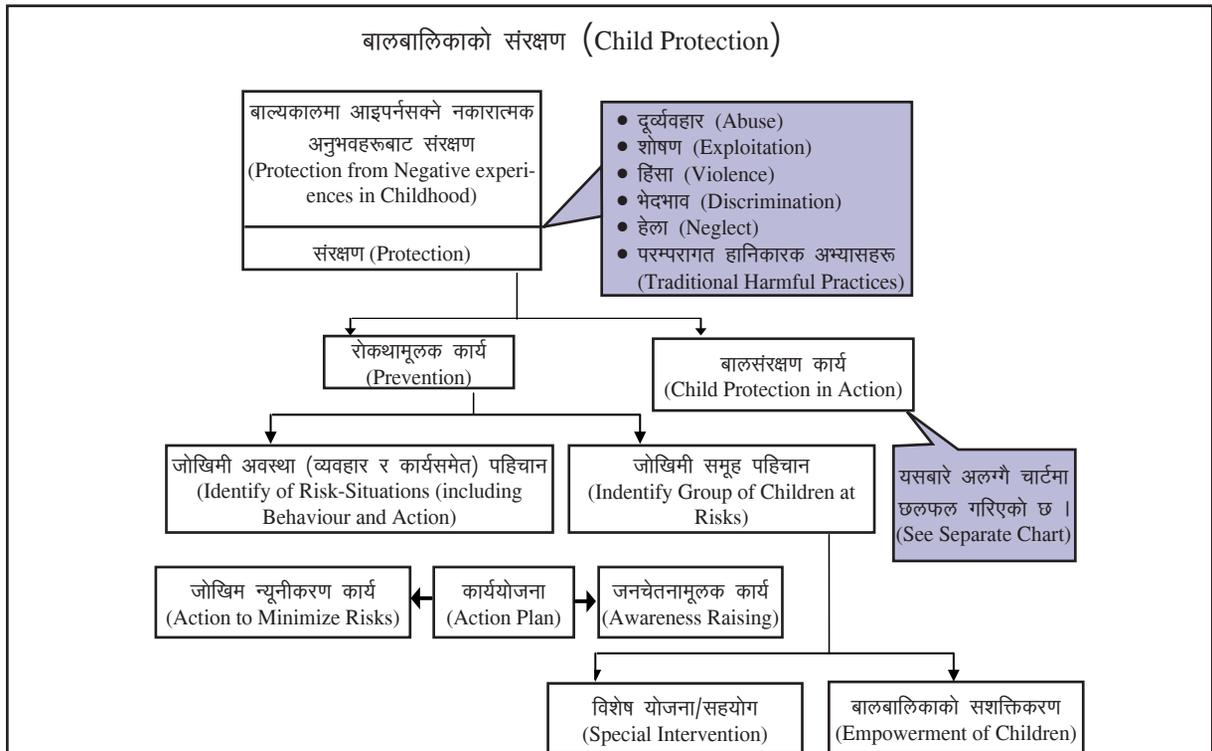 बालबालिकाको संरक्षण (Child Protection)
बाल्यकालमा आइपर्नसक्ने नकारात्मक
अनुभवहरूबाट संरक्षण
(Protection from Negative experi-
ences in Childhood)
संरक्षण (Protection)
● दूर्व्यवहार (Abuse)
● शोषण (Exploitation)
● हिंसा (Violence)
● भेदभाव (Discrimination)
● हेला (Neglect)
● परम्परागत हानिकारक अभ्यासहरू
(Traditional Harmful Practices)
रोकथामूलक कार्य
(Prevention)
बालसंरक्षण कार्य
(Child Protection in Action)
जोखिमी अवस्था (व्यवहार र कार्यसमेत) पहिचान
(Identify of Risk-Situations (including
Behaviour and Action)
जोखिमी समूह पहिचान
(Indentify Group of Children at
Risks)
यसबारे अलग्गै चार्टमा
छलफल गरिएको छ ।
(See Separate Chart)
जोखिम न्यूनीकरण कार्य
(Action to Minimize Risks)
कार्ययोजना
(Action Plan)
जनचेतनामूलक कार्य
(Awareness Raising)
विशेष योजना/सहयोग
(Special Intervention)
बालबालिकाको सशक्तिकरण
(Empowerment of Children)